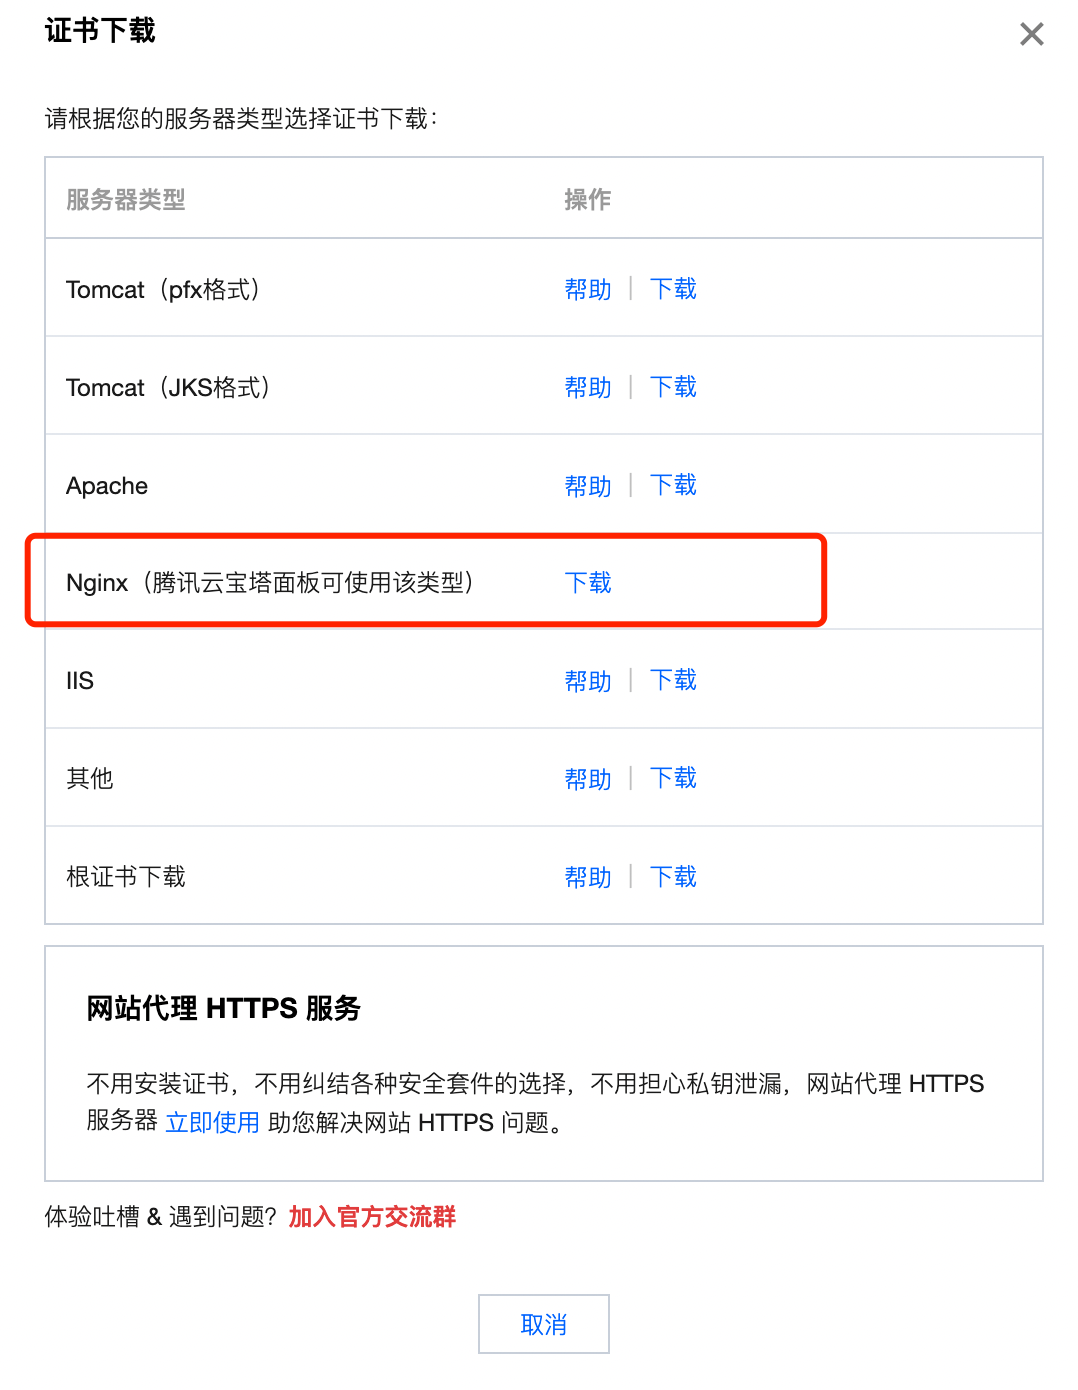 证书下载
请根据您的服务器类型选择证书下载：
服务器类型 操作
Tomcat（pfx格式） 帮助 下载
Tomcat（JKS格式） 帮助 下载
Apache 帮助 下载
Nginx（腾讯云宝塔面板可使用该类型） 下载
IIS 帮助 下载
其他 帮助 下载
根证书下载 帮助 下载
网站代理 HTTPS 服务
不用安装证书，不用纠结各种安全套件的选择，不用担心私钥泄漏，网站代理 HTTPS
服务器 立即使用 助您解决网站 HTTPS 问题。
体验吐槽 & 遇到问题？加入官方交流群
取消